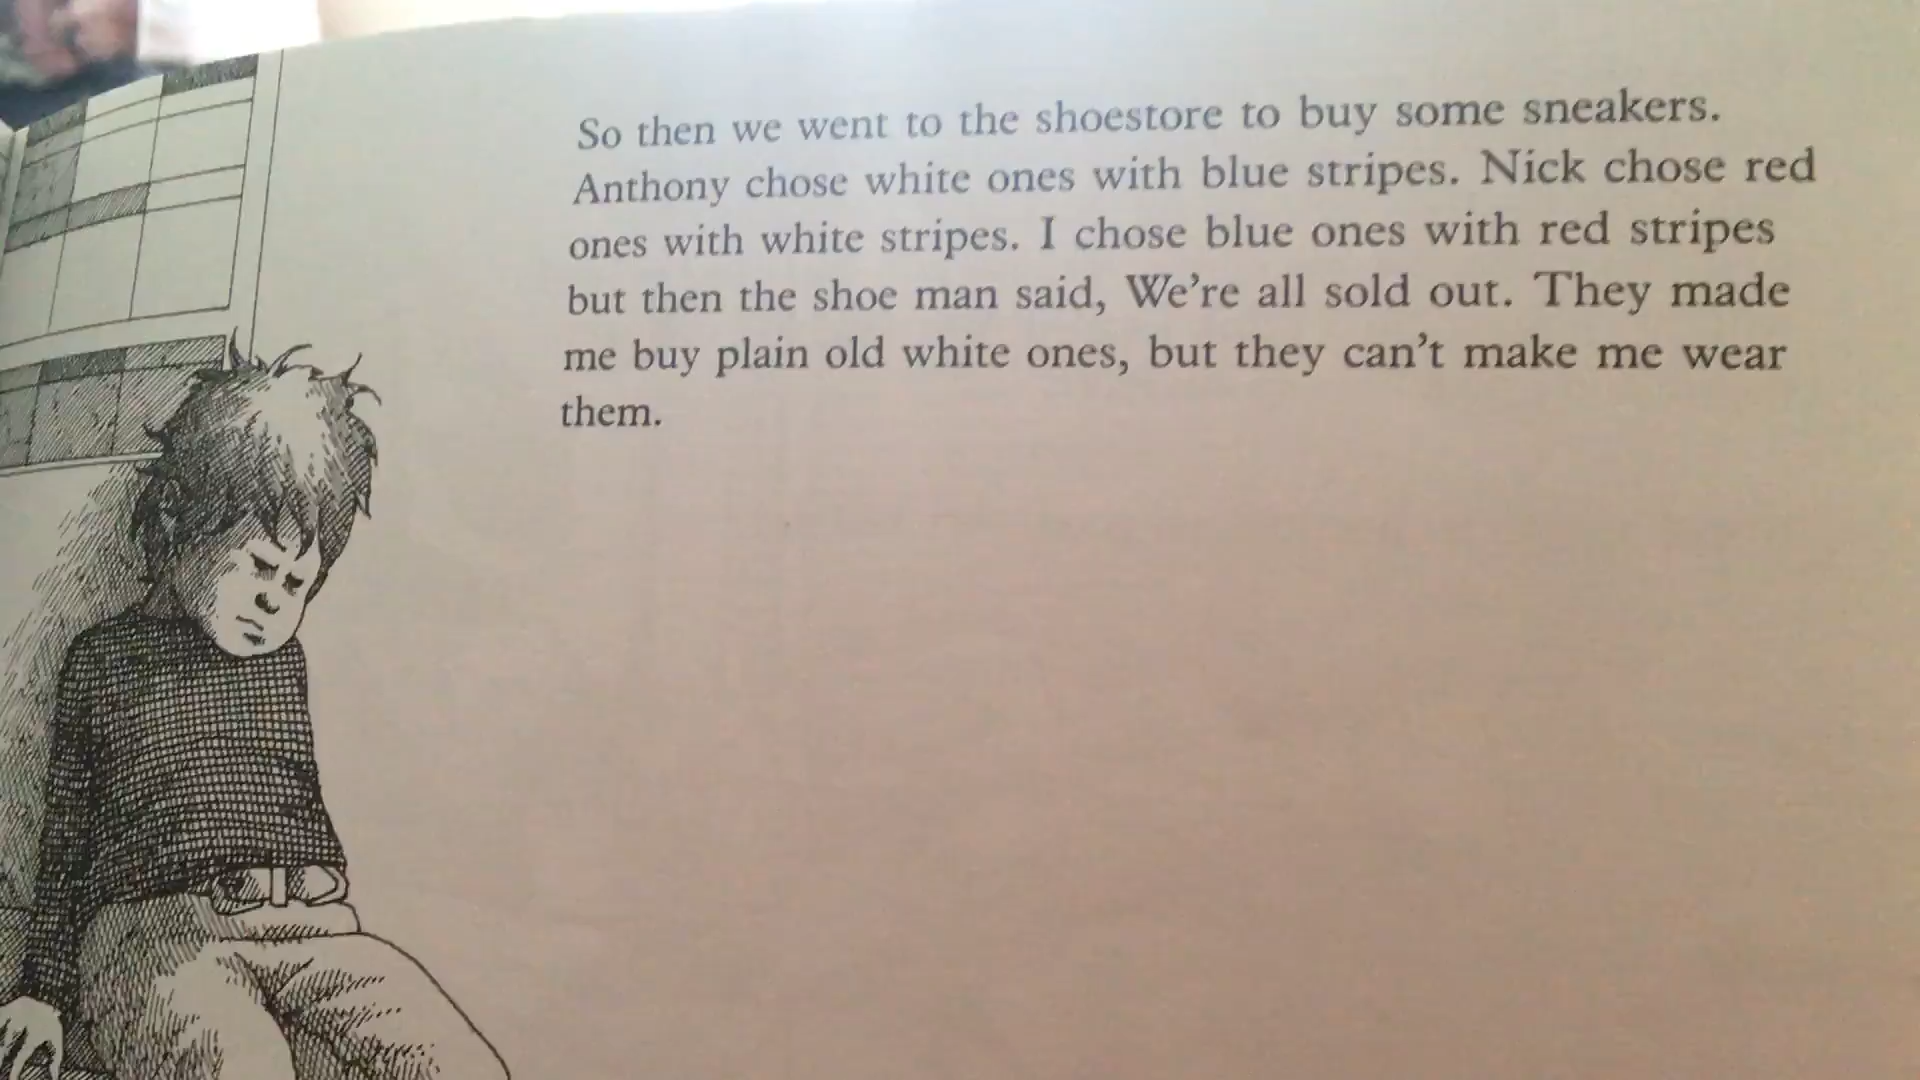 So then we went to the shoestore to buy some sneakers.
Anthony chose white ones with blue stripes. Nick chose red
ones with white stripes. I chose blue ones with red stripes
but then the shoe man said, We're all sold out. They made
me buy plain old white ones, but they can't make me wear
them.